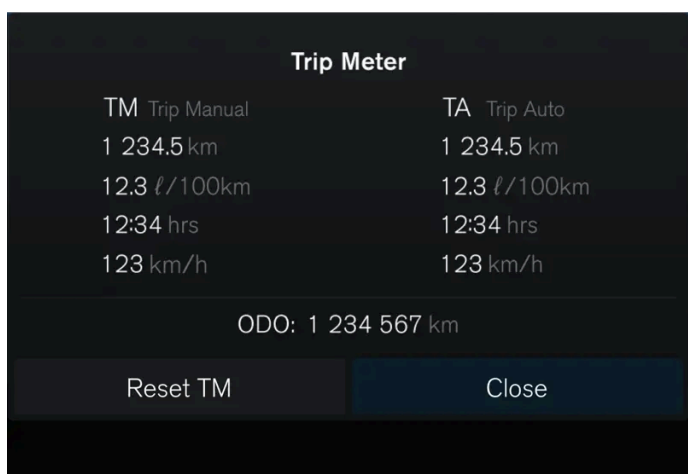 Trip Meter
TM Trip Manual
TA Trip Auto
1 234.5 km
1 234.5 km
12.3 ℓ/100km
12.3 ℓ/100km
12:34 hrs
12:34 hrs
123 km/h
123 km/h
ODO: 1 234 567 km
Reset TM
Close